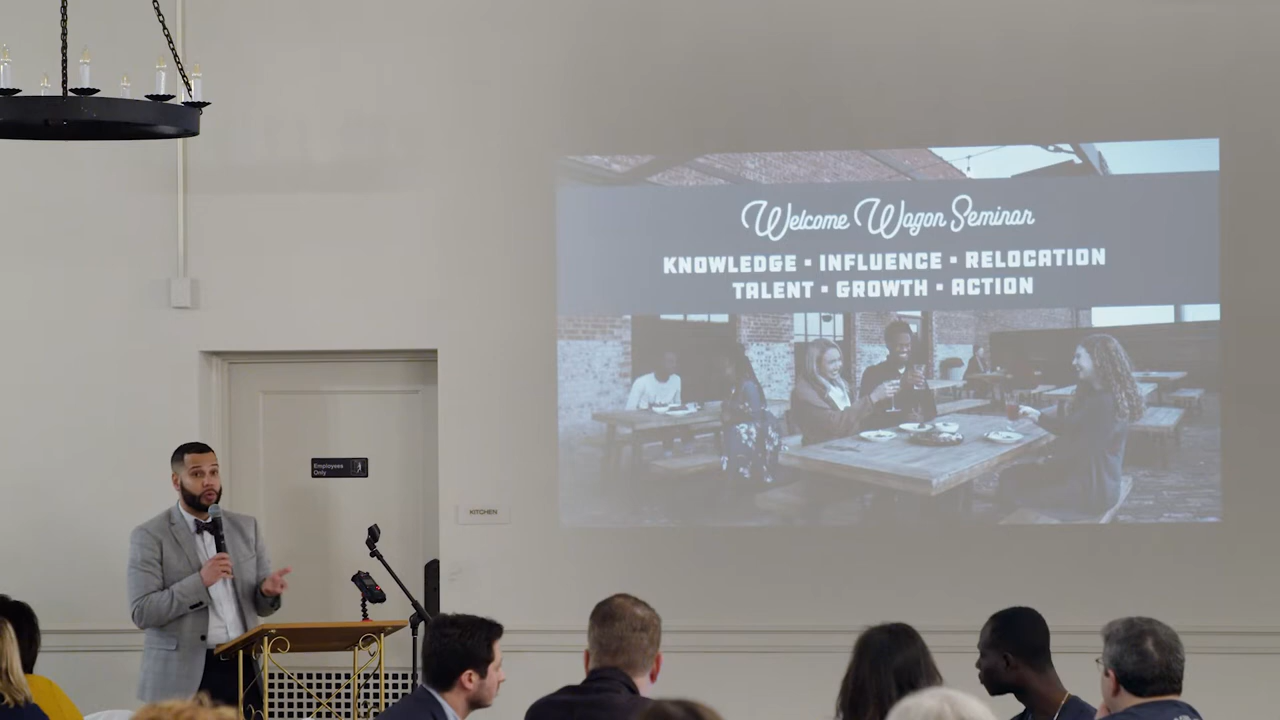 Welcome Wagon Seminar
KNOWLEDGE ▪ INFLUENCE ▪ RELOCATION
TALENT ▪ GROWTH ▪ ACTION
Employees
Only
KITCHEN